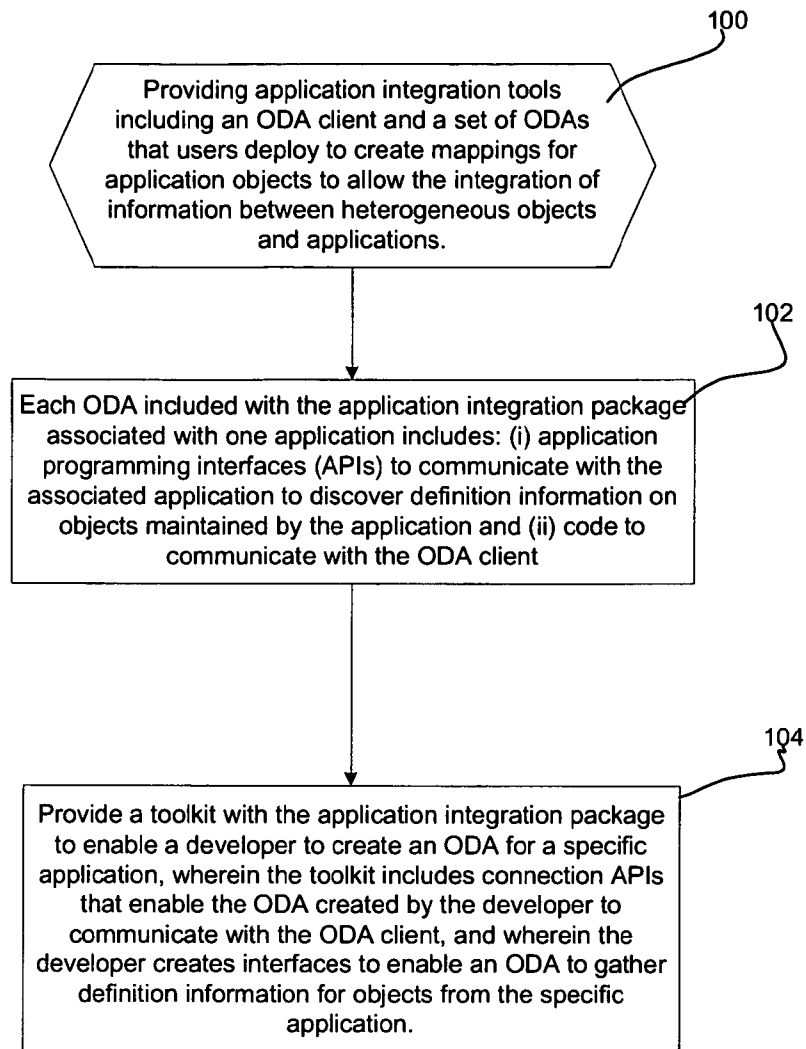 100
Providing application integration tools
including an ODA client and a set of ODAs
that users deploy to create mappings for
application objects to allow the integration of
information between heterogeneous objects
and applications.
102
Each ODA included with the application integration package
associated with one application includes: (i) application
programming interfaces (APIs) to communicate with the
associated application to discover definition information on
objects maintained by the application and (ii) code to
communicate with the ODA client
104
Provide a toolkit with the application integration package
to enable a developer to create an ODA for a specific
application, wherein the toolkit includes connection APIs
that enable the ODA created by the developer to
communicate with the ODA client, and wherein the
developer creates interfaces to enable an ODA to gather
definition information for objects from the specific
application.